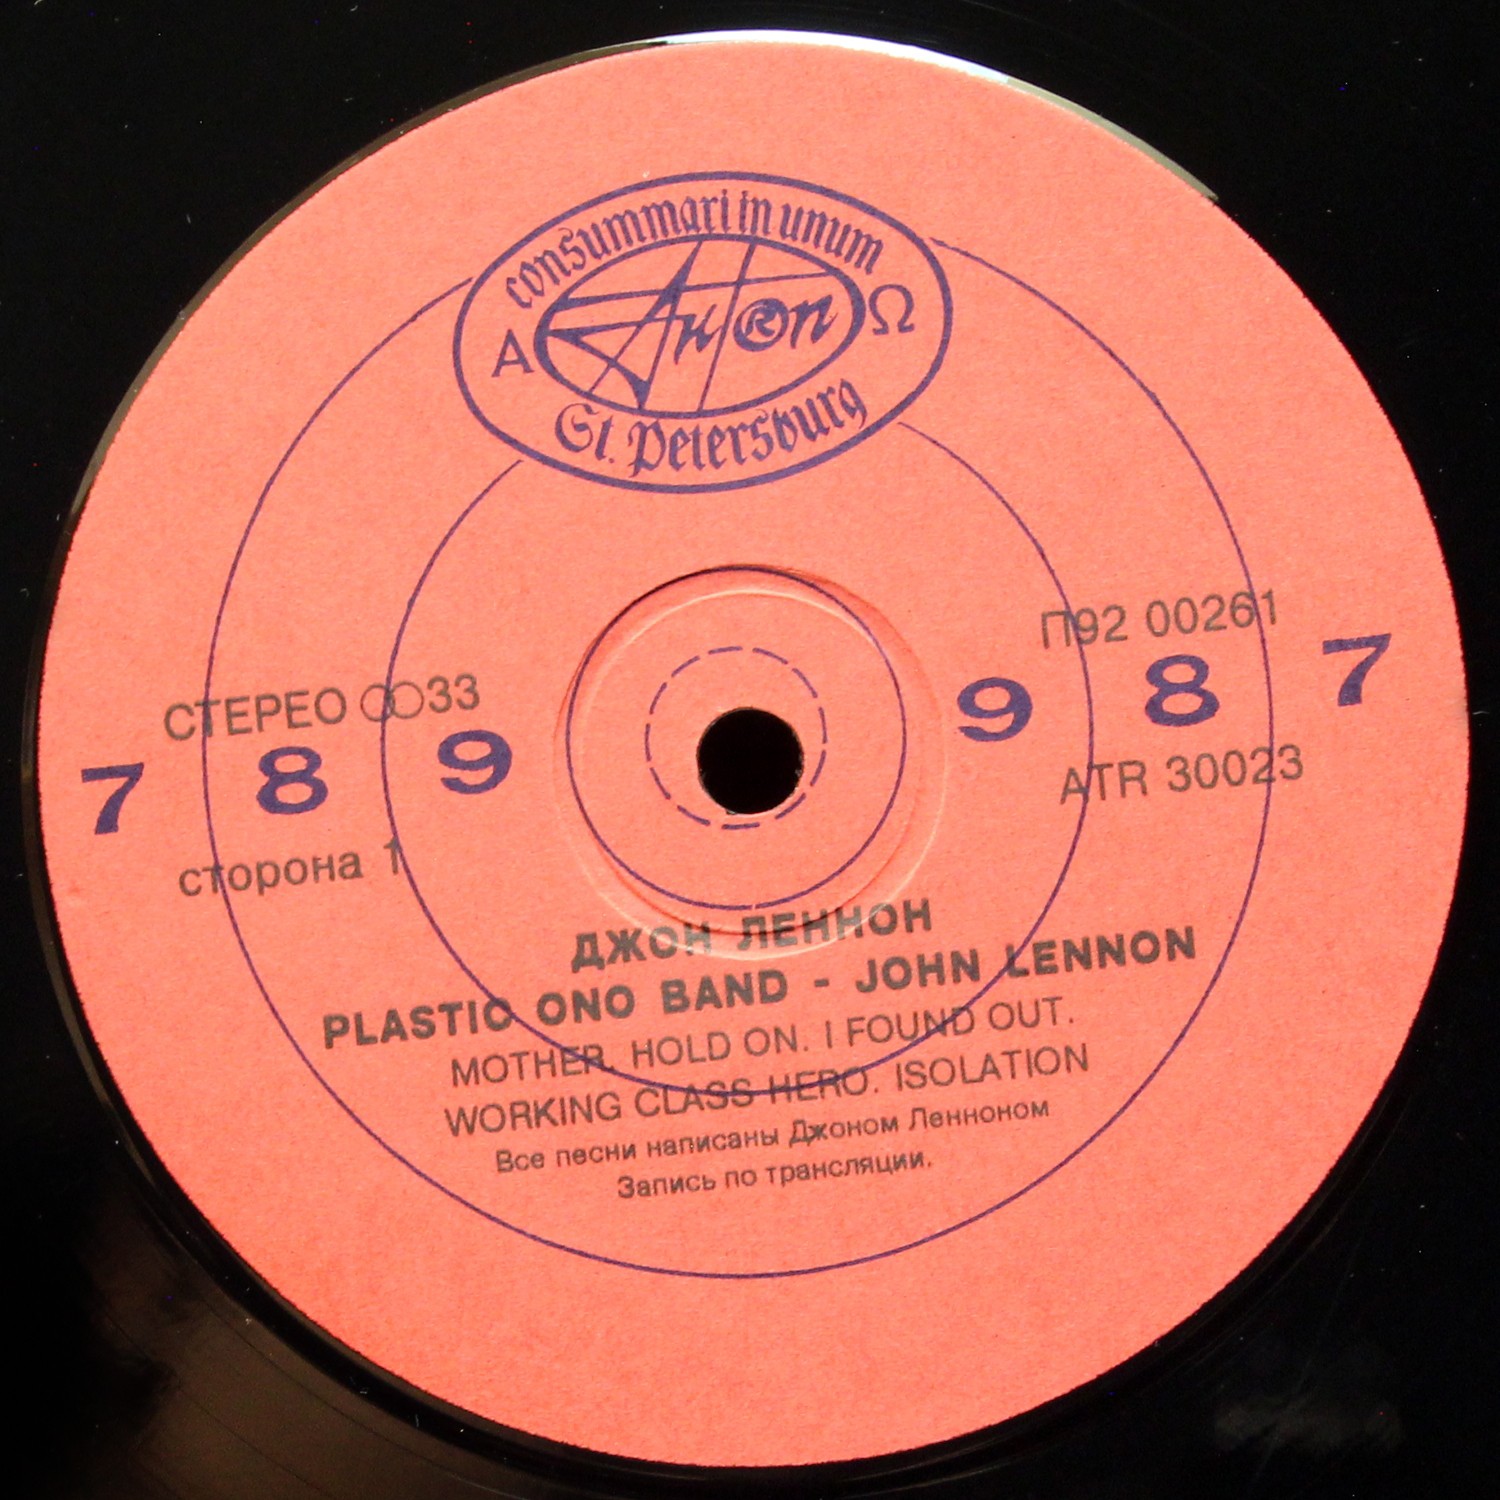 consummari in unum
Α AnTRon Ω
St. Petersburg
П92 00261
СТЕРЕО 33
7 8 9 9 8 7
ATR 30023
сторона 1
ДЖОН ЛЕННОН
PLASTIC ONO BAND - JOHN LENNON
MOTHER. HOLD ON. I FOUND OUT.
WORKING CLASS HERO. ISOLATION
Все песни написаны Джоном Ленноном
Запись по трансляции.